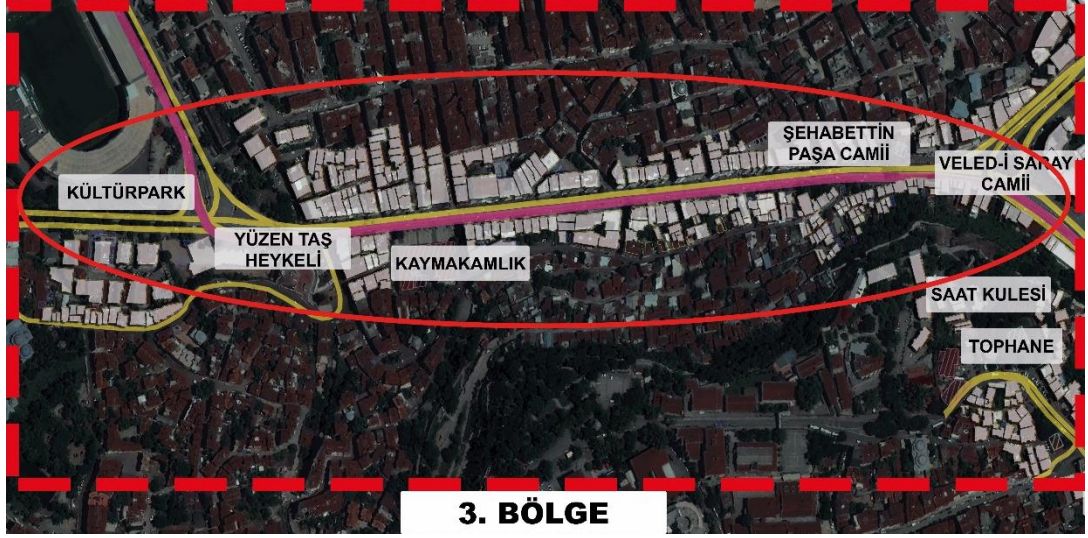 ŞEHABETTİN
PAŞA CAMİİ
VELED-İ SARAY
CAMİİ
KÜLTÜRPARK
YÜZEN TAŞ
HEYKELİ
KAYMAKAMLIK
SAAT KULESİ
TOPHANE
3. BÖLGE